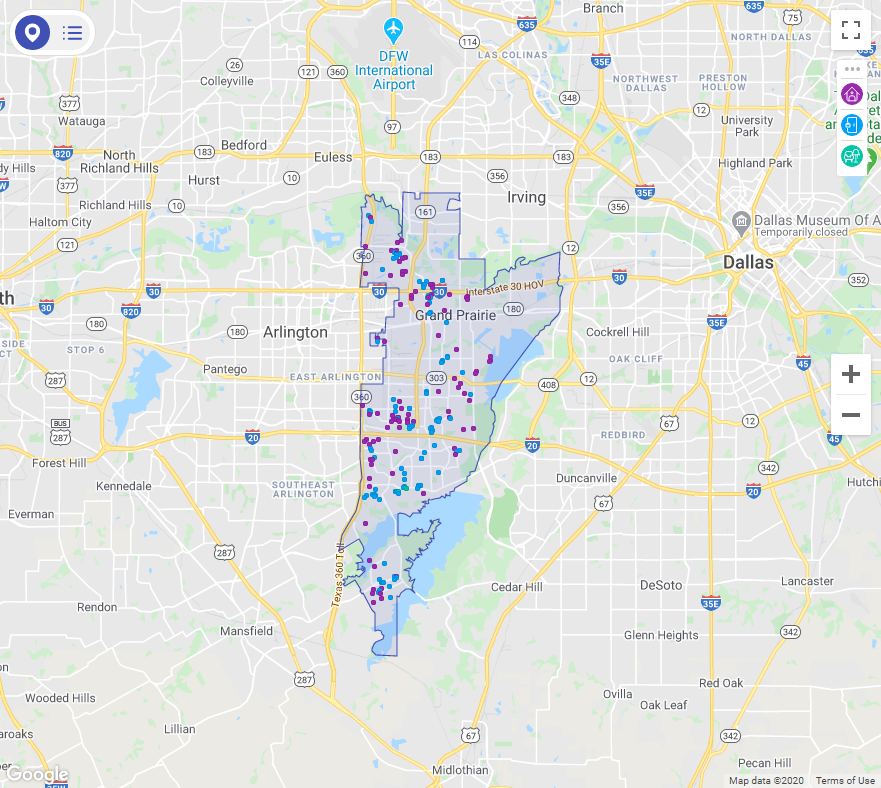 Branch
635
635
75
NORTH DALLAS
DFW
International
Airport
114
LAS COLINAS
35E
26
Colleyville
121
360
NORTHWEST
DALLAS
PRESTON
HOLLOW
377
348
12
Watauga
97
University
Park
Bedford
820
North
Richland Hills
183
Euless
183
183
Highland Park
Hurst
10
356
35E
377
Richland Hills
10
Irving
356
161
Haltom City
Dallas Museum Of A
Temporarily closed
121
360
12
Dallas
352
30
30
30
Interstate 30 HOV
30
30
820
180
Grand Prairie
180
35E
180
Arlington
Cockrell Hill
STOP 6
OAK CLIFF
45
Pantego
287
EAST ARLINGTON
303
408
12
360
BUS
287
67
12
20
20
REDBIRD
45
Forest Hill
342
Duncanville
Kennedale
SOUTHEAST
ARLINGTON
20
Hutchi
Everman
67
287
Texas 360 Toll
Cedar Hill
DeSoto
Lancaster
Rendon
35E
Mansfield
Glenn Heights
342
287
Red Oak
Wooded Hills
Ovilla
Oak Leaf
Lillian
67
342
Midlothian
Pecan Hill
Google
Map data ©2020
Terms of Use